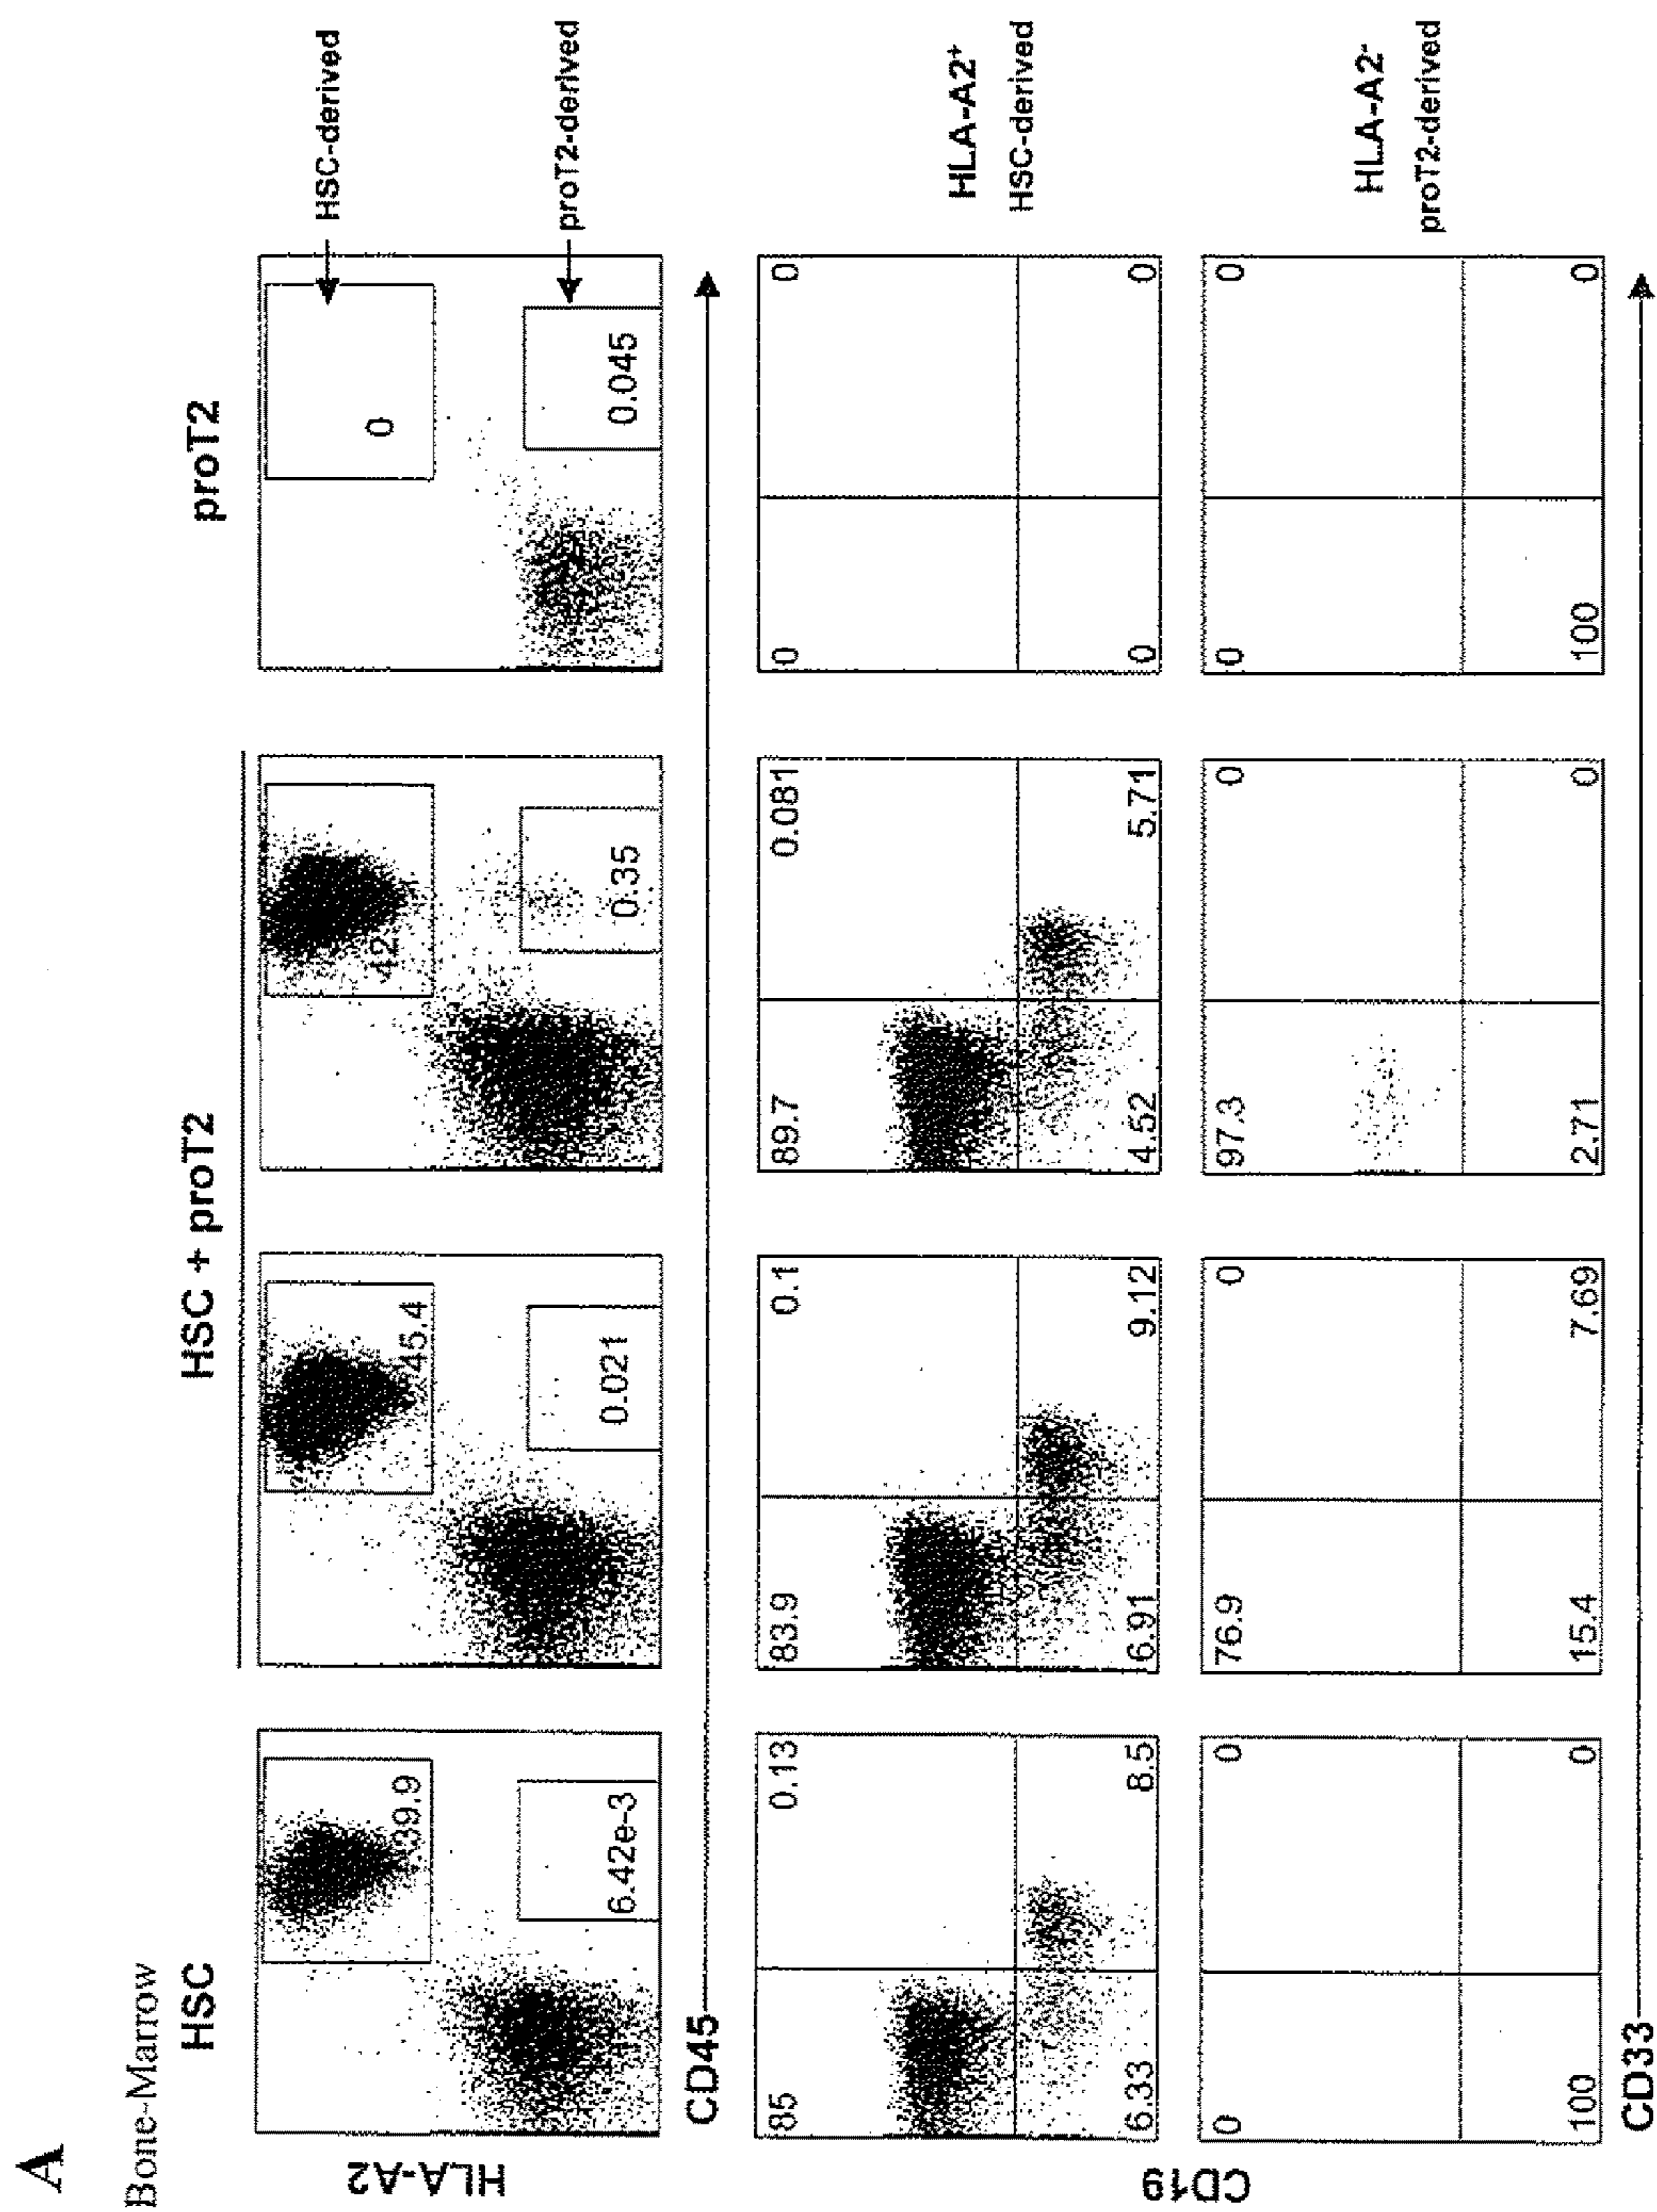 A
Bone-Marrow
HSC
HSC + proT2
proT2
HLA-A2
39.9
6.42e-3
45.4
0.021
42
0.35
0
0.045
HSC-derived
proT2-derived
CD45
CD19
85
0.13
6.33
8.5
83.9
0.1
6.91
9.12
89.7
0.081
4.52
5.71
0
0
0
0
HLA-A2+
HSC-derived
0
0
100
0
76.9
0
15.4
7.69
97.3
0
2.71
0
0
0
100
0
HLA-A2-
proT2-derived
CD33